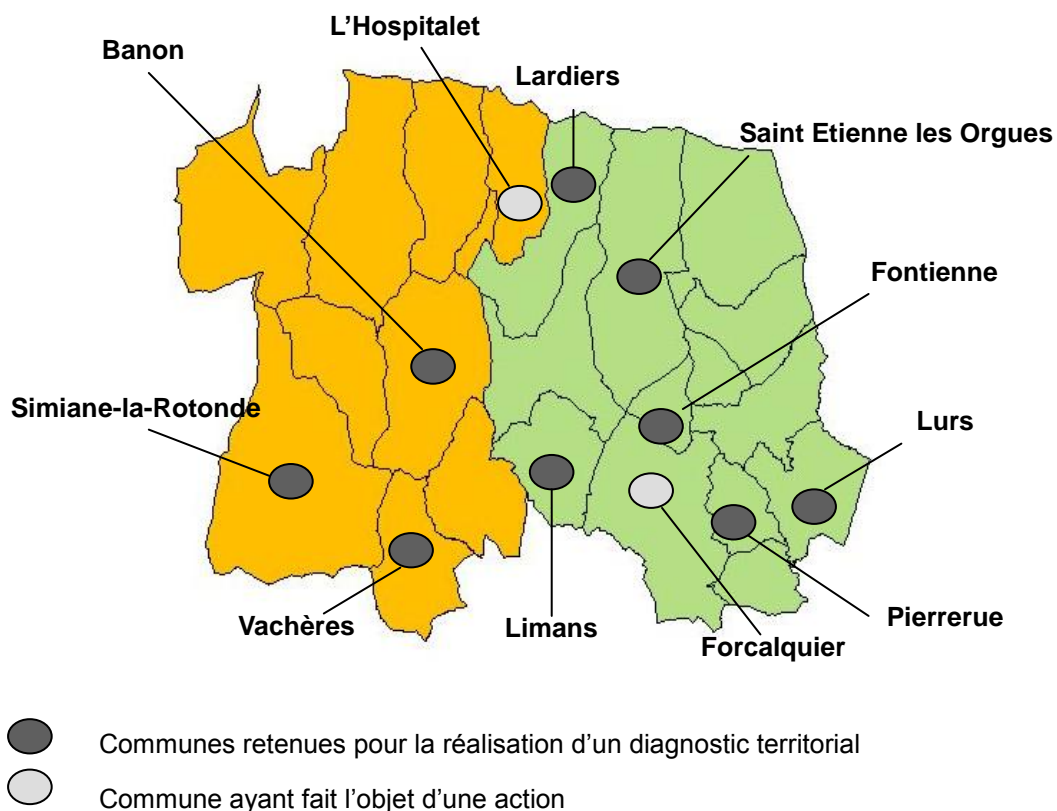 L’Hospitalet
Banon
Lardiers
Saint Etienne les Orgues
Fontienne
Simiane-la-Rotonde
Lurs
Vachères
Limans
Pierrerue
Forcalquier
Communes retenues pour la réalisation d’un diagnostic territorial
Commune ayant fait l’objet d’une action